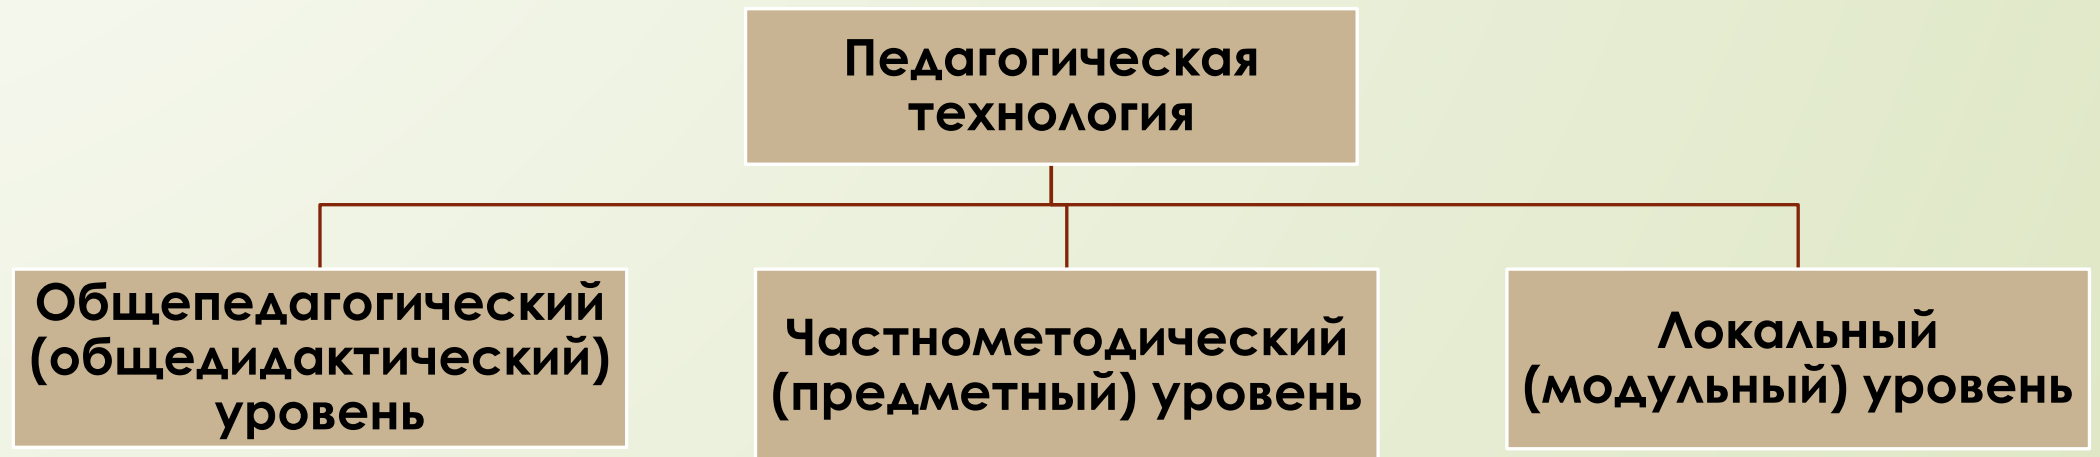 Педагогическая
технология
Общепедагогический
(общедидактический)
уровень
Частнометодический
(предметный) уровень
Локальный
(модульный) уровень